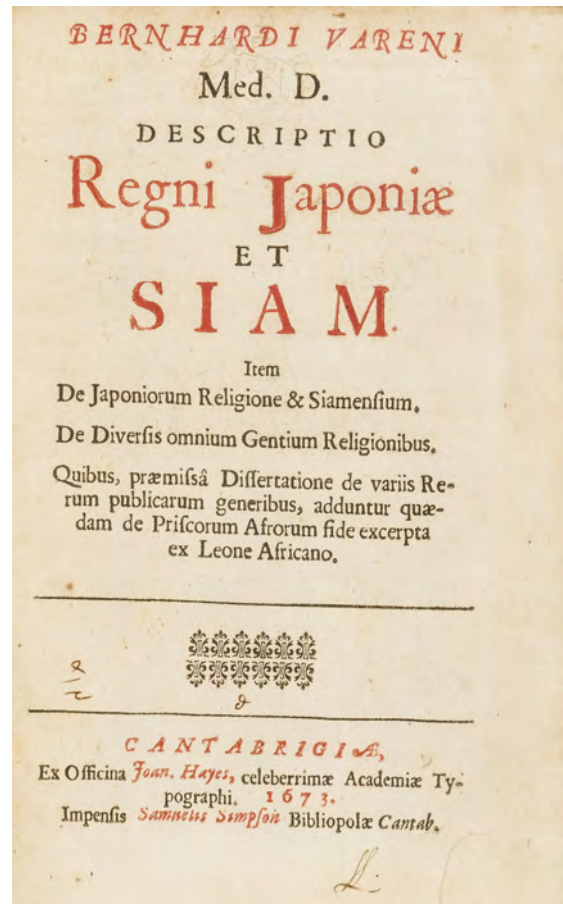 BERNHARDI VARENI
Med. D.
DESCRIPTIO
Regni Japoniæ
ET
SIAM.
Item
De Japoniorum Religione & Siamenſium.
De Diverſis omnium Gentium Religionibus.
Quibus, præmiſsâ Diſſertatione de variis Re-
rum publicarum generibus, adduntur quæ-
dam de Priſcorum Afrorum fide excerpta
ex Leone Africano.
CANTABRIGIÆ,
Ex Officina Joan. Hayes, celeberrimæ Academiæ Ty-
pographi. 1673.
Impenſis Samuelis Simpſon Bibliopolæ Cantab.